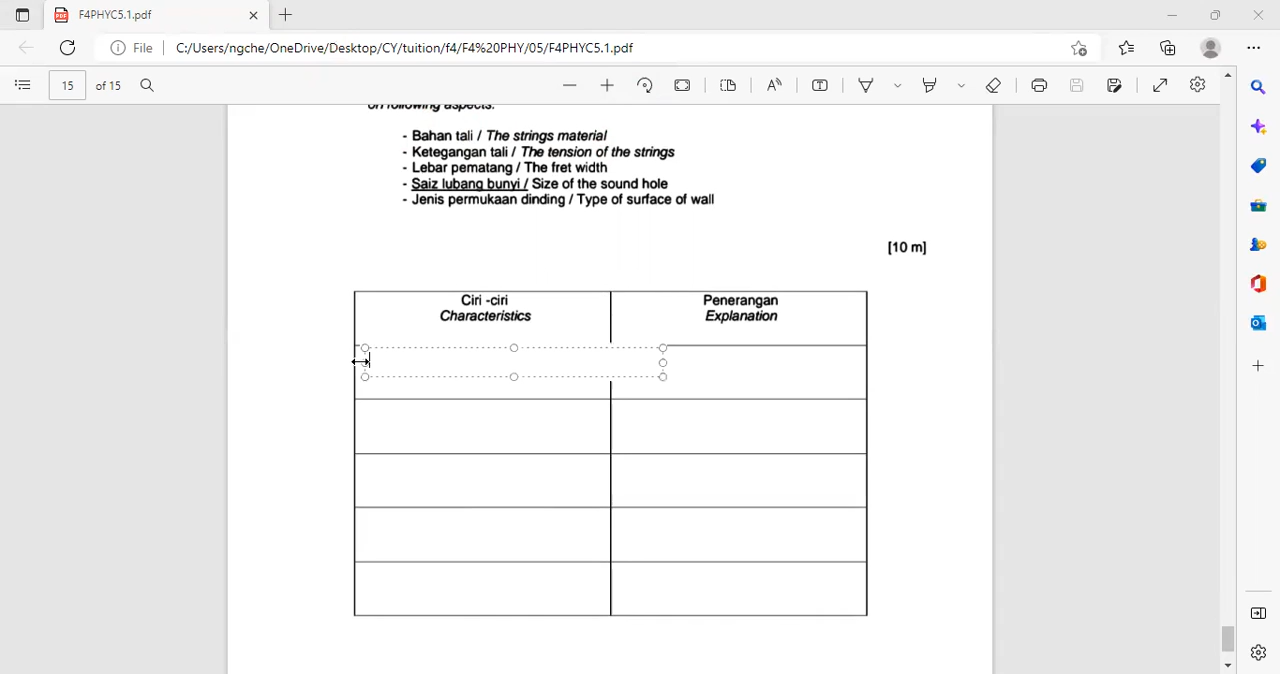 F4PHYC5.1.pdf
File
C:/Users/ngche/OneDrive/Desktop/CY/tuition/f4/F4%20PHY/05/F4PHYC5.1.pdf
15 of 15
on following aspects.
- Bahan tali / The strings material
- Ketegangan tali / The tension of the strings
- Lebar pematang / The fret width
- Saiz lubang bunyi / Size of the sound hole
- Jenis permukaan dinding / Type of surface of wall
[10 m]
Ciri -ciri
Characteristics
Penerangan
Explanation